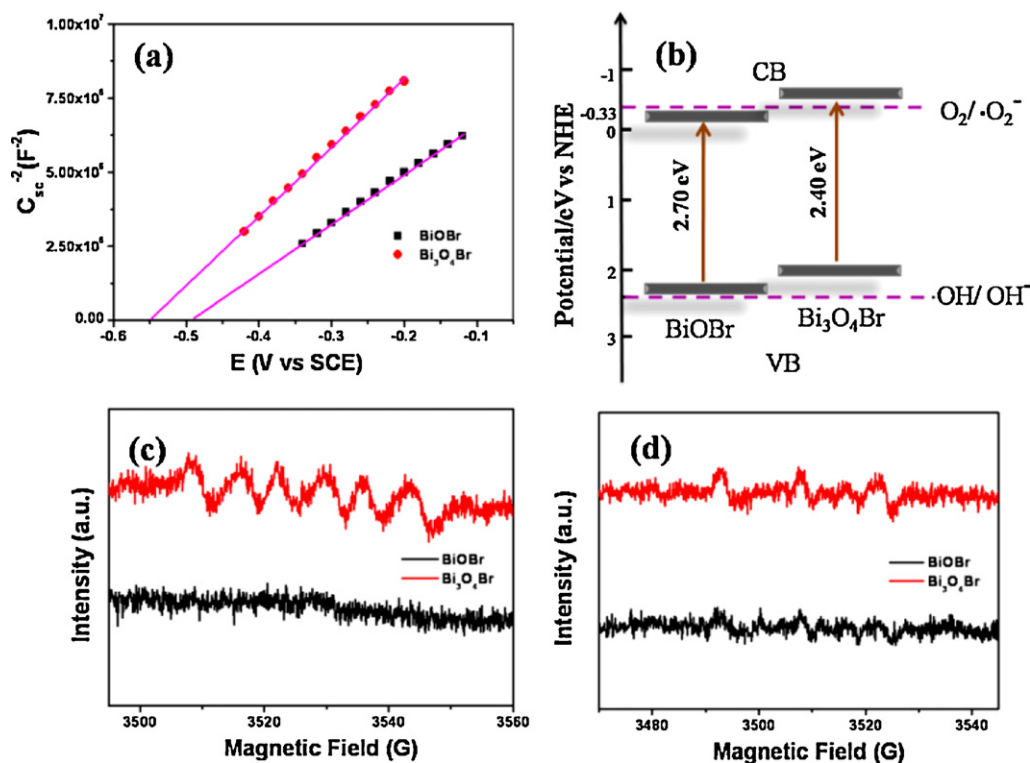 (a)
1.00x10⁷
7.50x10⁶
5.00x10⁶
2.50x10⁶
0.00
C_sc⁻²(F⁻²)
BiOBr
Bi₃O₄Br
-0.6 -0.5 -0.4 -0.3 -0.2 -0.1
E (V vs SCE)
(b)
Potential/eV vs NHE
-1
-0.33
0
1
2
3
CB
O₂/·O₂⁻
2.70 eV
2.40 eV
·OH/OH⁻
BiOBr
Bi₃O₄Br
VB
(c)
Intensity (a.u.)
BiOBr
Bi₃O₄Br
3500 3520 3540 3560
Magnetic Field (G)
(d)
Intensity (a.u.)
BiOBr
Bi₃O₄Br
3480 3500 3520 3540
Magnetic Field (G)